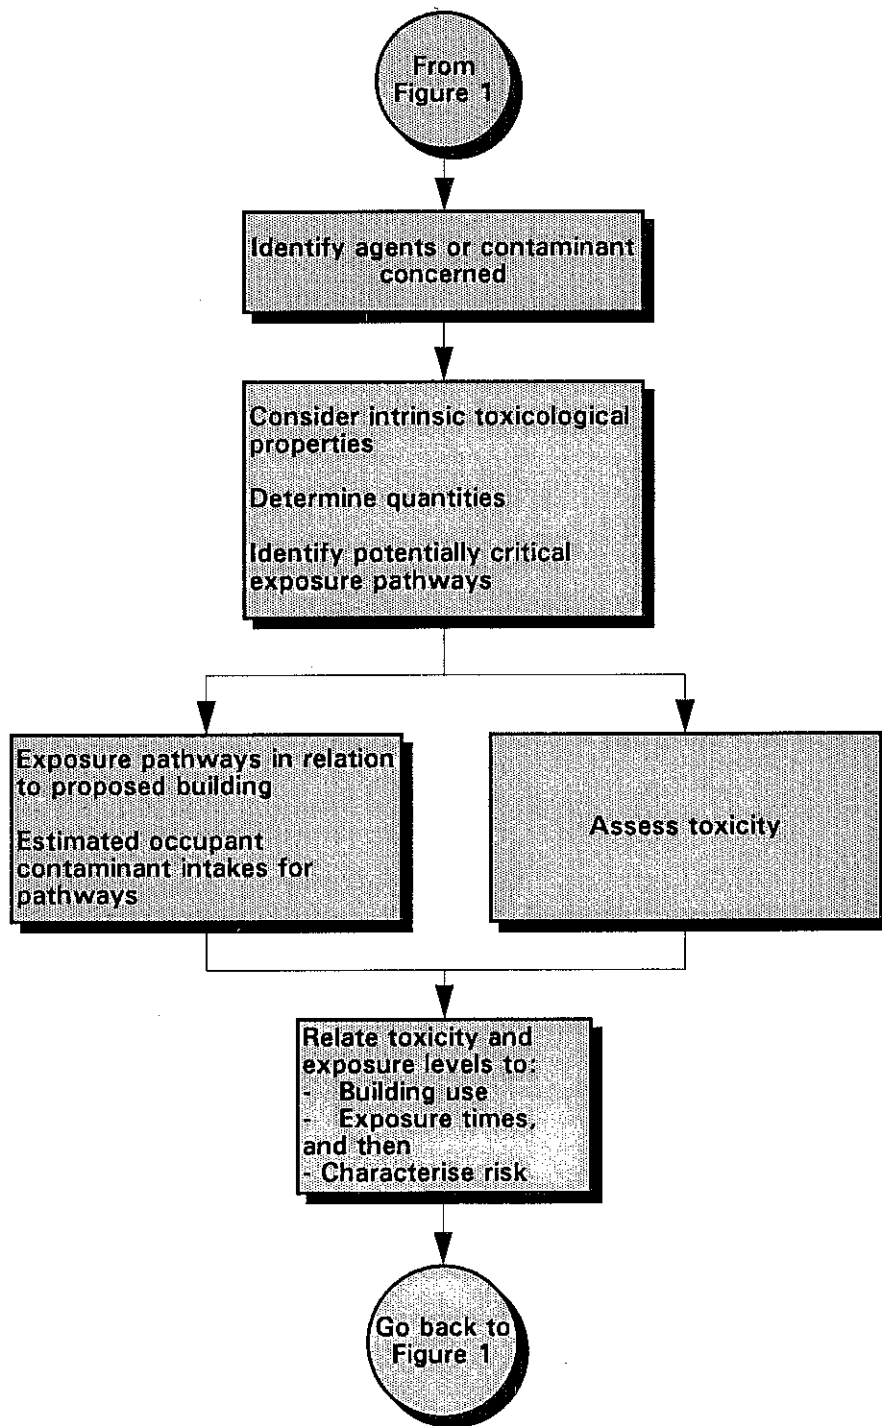 From
Figure 1
Identify agents or contaminant
concerned
Consider intrinsic toxicological
properties
Determine quantities
Identify potentially critical
exposure pathways
Exposure pathways in relation
to proposed building
Estimated occupant
contaminant intakes for
pathways
Assess toxicity
Relate toxicity and
exposure levels to:
- Building use
- Exposure times,
and then
- Characterise risk
Go back to
Figure 1